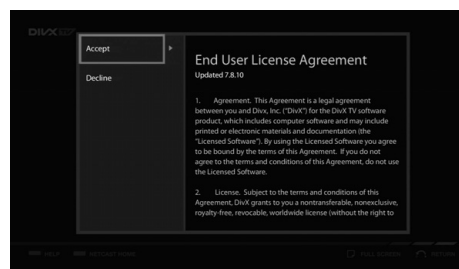 DIVX TV
Accept
Decline
End User License Agreement
Updated 7.8.10
1. Agreement. This Agreement is a legal agreement
between you and Divx, Inc. ("DivX") for the DivX TV software
product, which includes computer software and may include
printed or electronic materials and documentation (the
"Licensed Software"). By using the Licensed Software you agree
to be bound by the terms of this Agreement. If you do not
agree to the terms and conditions of this Agreement, do not use
the Licensed Software.
2. License. Subject to the terms and conditions of this
Agreement, DivX grants to you a nontransferable, nonexclusive,
royalty-free, revocable, worldwide license (without the right to
HELP
FULL SCREEN
RETURN